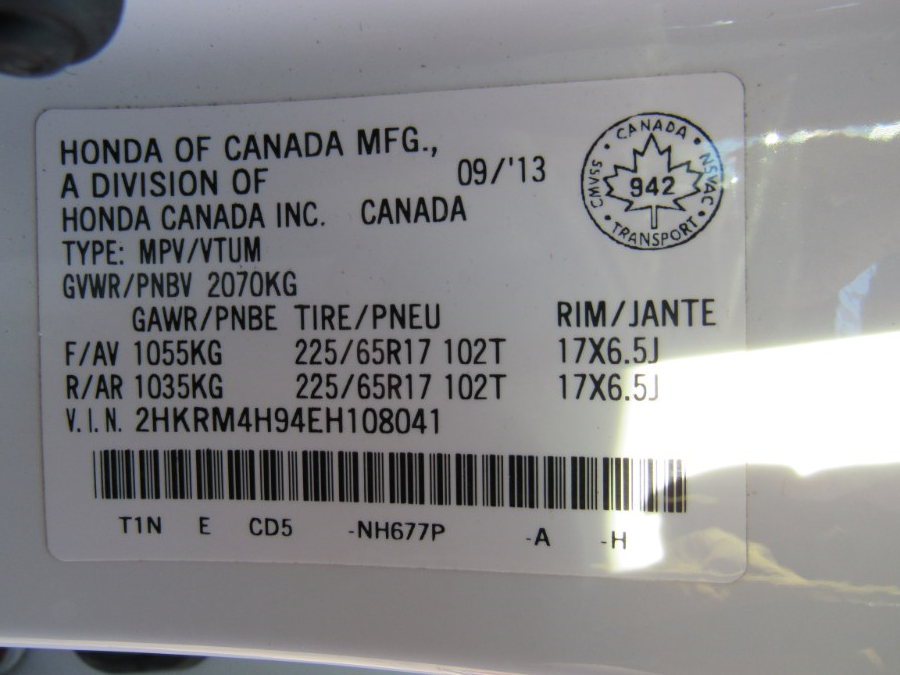 HONDA OF CANADA MFG.,
A DIVISION OF 09/'13
HONDA CANADA INC. CANADA
TYPE: MPV/VTUM
GVWR/PNBV 2070KG
GAWR/PNBE TIRE/PNEU RIM/JANTE
F/AV 1055KG 225/65R17 102T 17X6.5J
R/AR 1035KG 225/65R17 102T 17X6.5J
V.I.N. 2HKRM4H94EH108041
T1N E CD5 -NH677P -A -H
CANADA
CMVSS 942 NSVAC
TRANSPORT